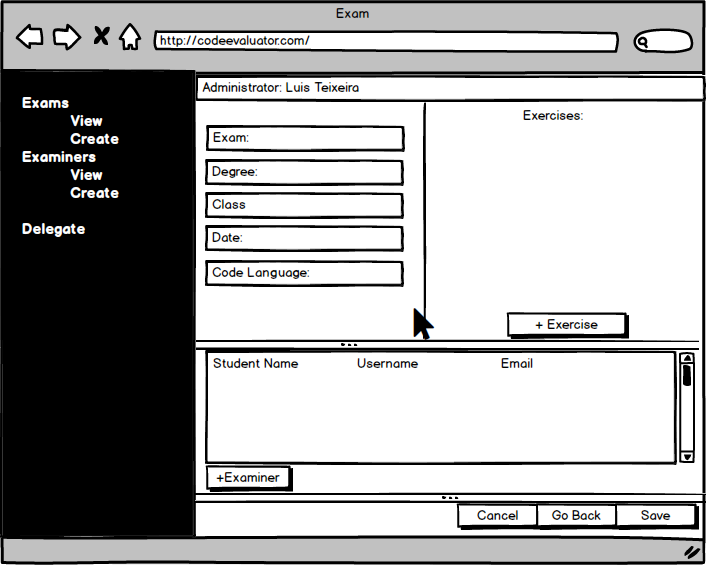 Exam
http://codeevaluator.com/
Administrator: Luis Teixeira
Exams
View
Create
Examiners
View
Create
Delegate
Exam:
Degree:
Class
Date:
Code Language:
Exercises:
+ Exercise
Student Name Username Email
+Examiner
Cancel Go Back Save